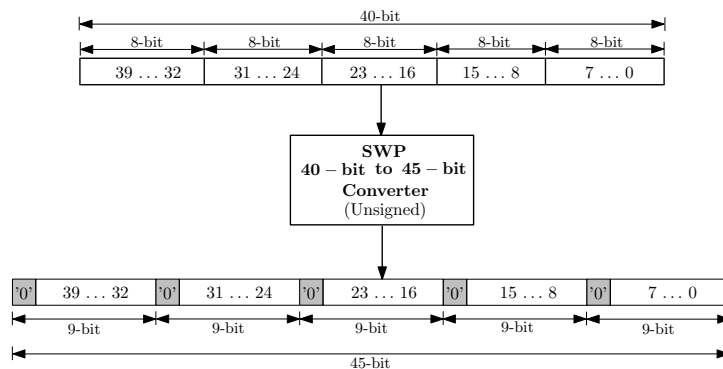 40-bit
8-bit 8-bit 8-bit 8-bit 8-bit
39 … 32 31 … 24 23 … 16 15 … 8 7 … 0
SWP
40 – bit to 45 – bit
Converter
(Unsigned)
'0' 39 … 32 '0' 31 … 24 '0' 23 … 16 '0' 15 … 8 '0' 7 … 0
9-bit 9-bit 9-bit 9-bit 9-bit
45-bit